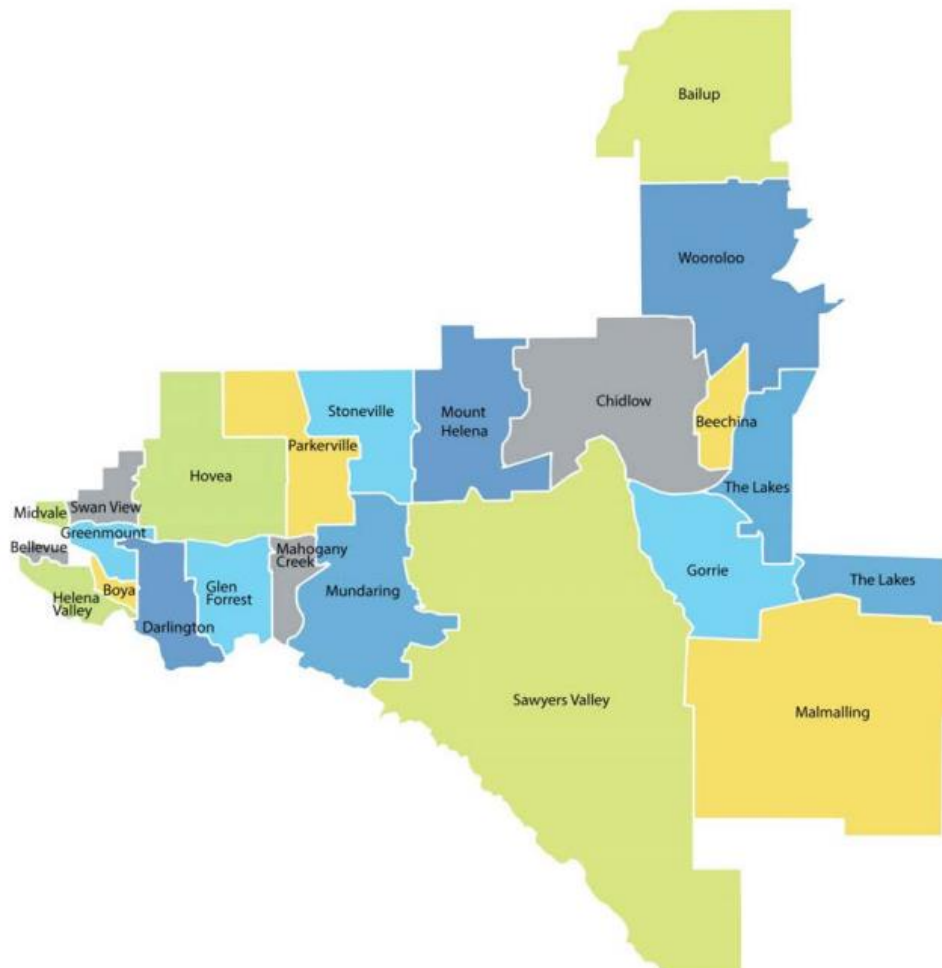 Bailup
Wooroloo
Chidlow
Stoneville
Mount
Helena
Beechina
Parkerville
Hovea
The Lakes
Swan View
Midvale
Greenmount
Bellevue
Mahogany
Creek
Gorrie
The Lakes
Glen
Forrest
Boya
Mundaring
Helena
Valley
Darlington
Sawyers Valley
Malmalling